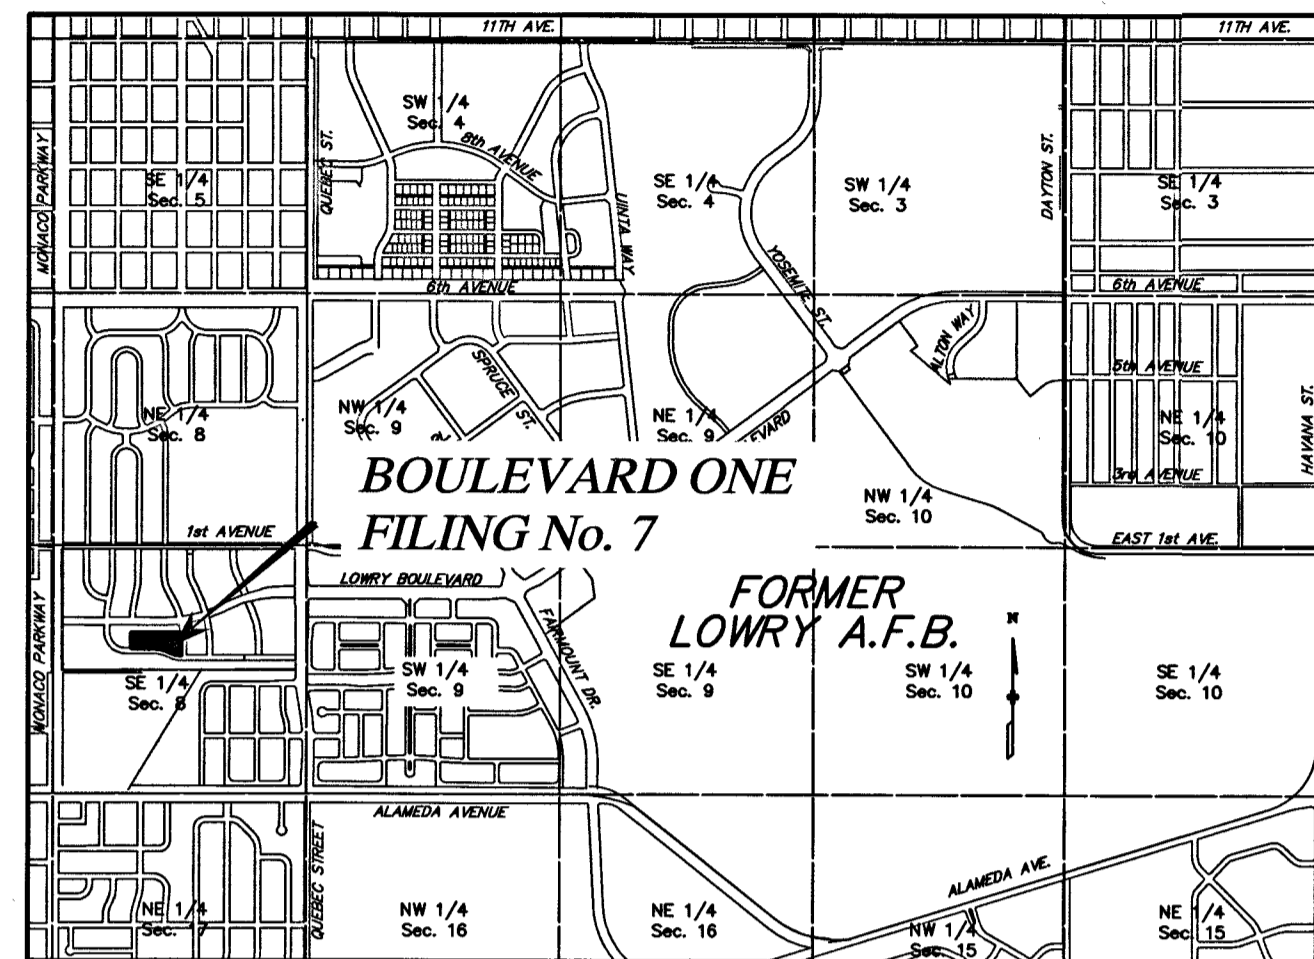 11TH AVE.
11TH AVE.
SW 1/4
Sec. 4
8th AVENUE
MONACO PARKWAY
QUEBEC ST.
SE 1/4
Sec. 5
UINTA WAY
SE 1/4
Sec. 4
SW 1/4
Sec. 3
DAYTON ST.
SE 1/4
Sec. 3
YOSEMITE ST.
6th AVENUE
6th AVENUE
ALTON WAY
SPRUCE ST.
5th AVENUE
NE 1/4
Sec. 8
NW 1/4
Sec. 9
NE 1/4
Sec. 9
EVARD
NE 1/4
Sec. 10
HAVANA ST.
3rd AVENUE
BOULEVARD ONE
FILING No. 7
NW 1/4
Sec. 10
1st AVENUE
EAST 1st AVE.
LOWRY BOULEVARD
FORMER
LOWRY A.F.B.
N
MONACO PARKWAY
FAIRMOUNT DR.
SE 1/4
Sec. 8
SW 1/4
Sec. 9
SE 1/4
Sec. 9
SW 1/4
Sec. 10
SE 1/4
Sec. 10
ALAMEDA AVENUE
QUEBEC STREET
ALAMEDA AVE.
NE 1/4
Sec. 17
NW 1/4
Sec. 16
NE 1/4
Sec. 16
NW 1/4
Sec. 15
NE 1/4
Sec. 15